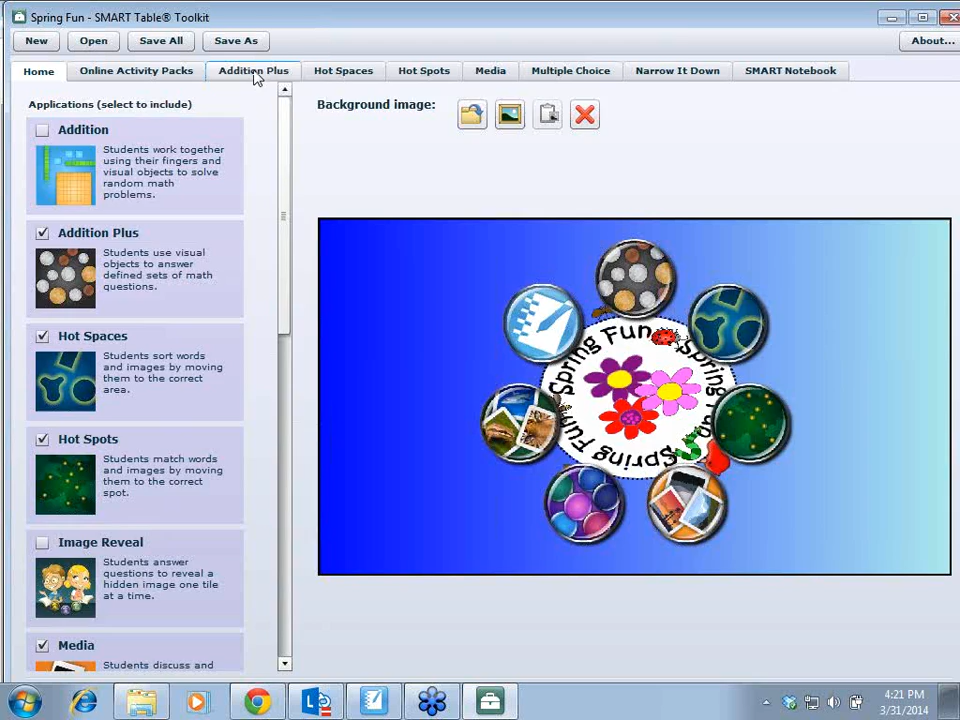 Spring Fun - SMART Table® Toolkit
New Open Save All Save As About...
Home Online Activity Packs Addition Plus Hot Spaces Hot Spots Media Multiple Choice Narrow It Down SMART Notebook
Applications (select to include)
Addition
Students work together
using their fingers and
visual objects to solve
random math
problems.
Addition Plus
Students use visual
objects to answer
defined sets of math
questions.
Hot Spaces
Students sort words
and images by moving
them to the correct
area.
Hot Spots
Students match words
and images by moving
them to the correct
spot.
Image Reveal
Students answer
questions to reveal a
hidden image one tile
at a time.
Media
Students discuss and
Background image:
Spring Fun
Spring Fun
Spring Fun
Spring Fun
4:21 PM
3/31/2014